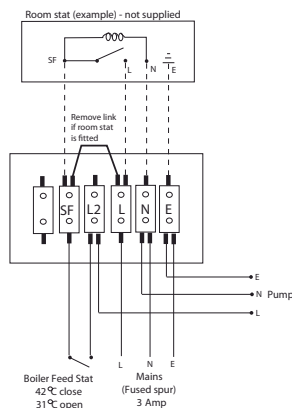 Room stat (example) - not supplied
SF
L
N
E
Remove link
if room stat
is fitted
SF
L2
L
N
E
E
N Pump
L
L
N
E
Boiler Feed Stat
42°C close
31°C open
Mains
(Fused spur)
3 Amp